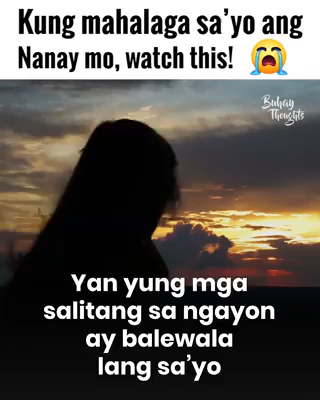 Kung mahalaga sa’yo ang
Nanay mo, watch this! 😭
Buhay
Thoughts
Yan yung mga
salitang sa ngayon
ay balewala
lang sa’yo